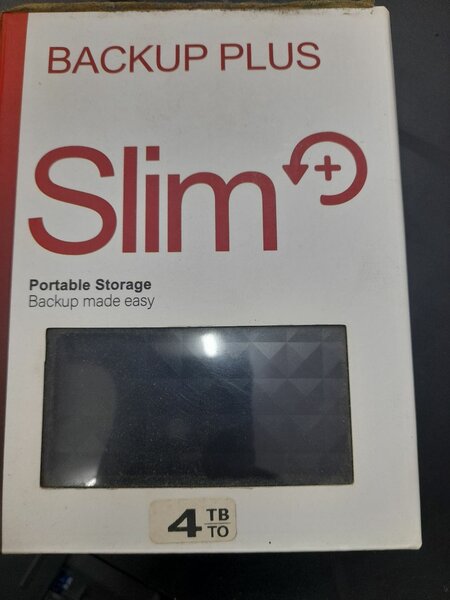 BACKUP PLUS
Slim
Portable Storage
Backup made easy
4 TB
TO